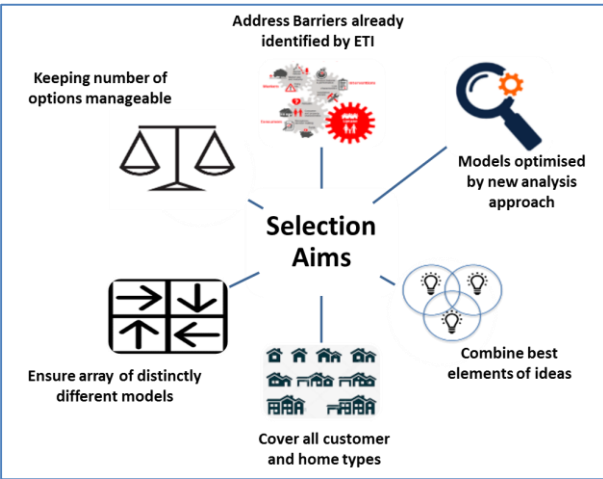 Address Barriers already
identified by ETI
Keeping number of
options manageable
Models optimised
by new analysis
approach
Selection
Aims
Ensure array of distinctly
different models
Combine best
elements of ideas
Cover all customer
and home types